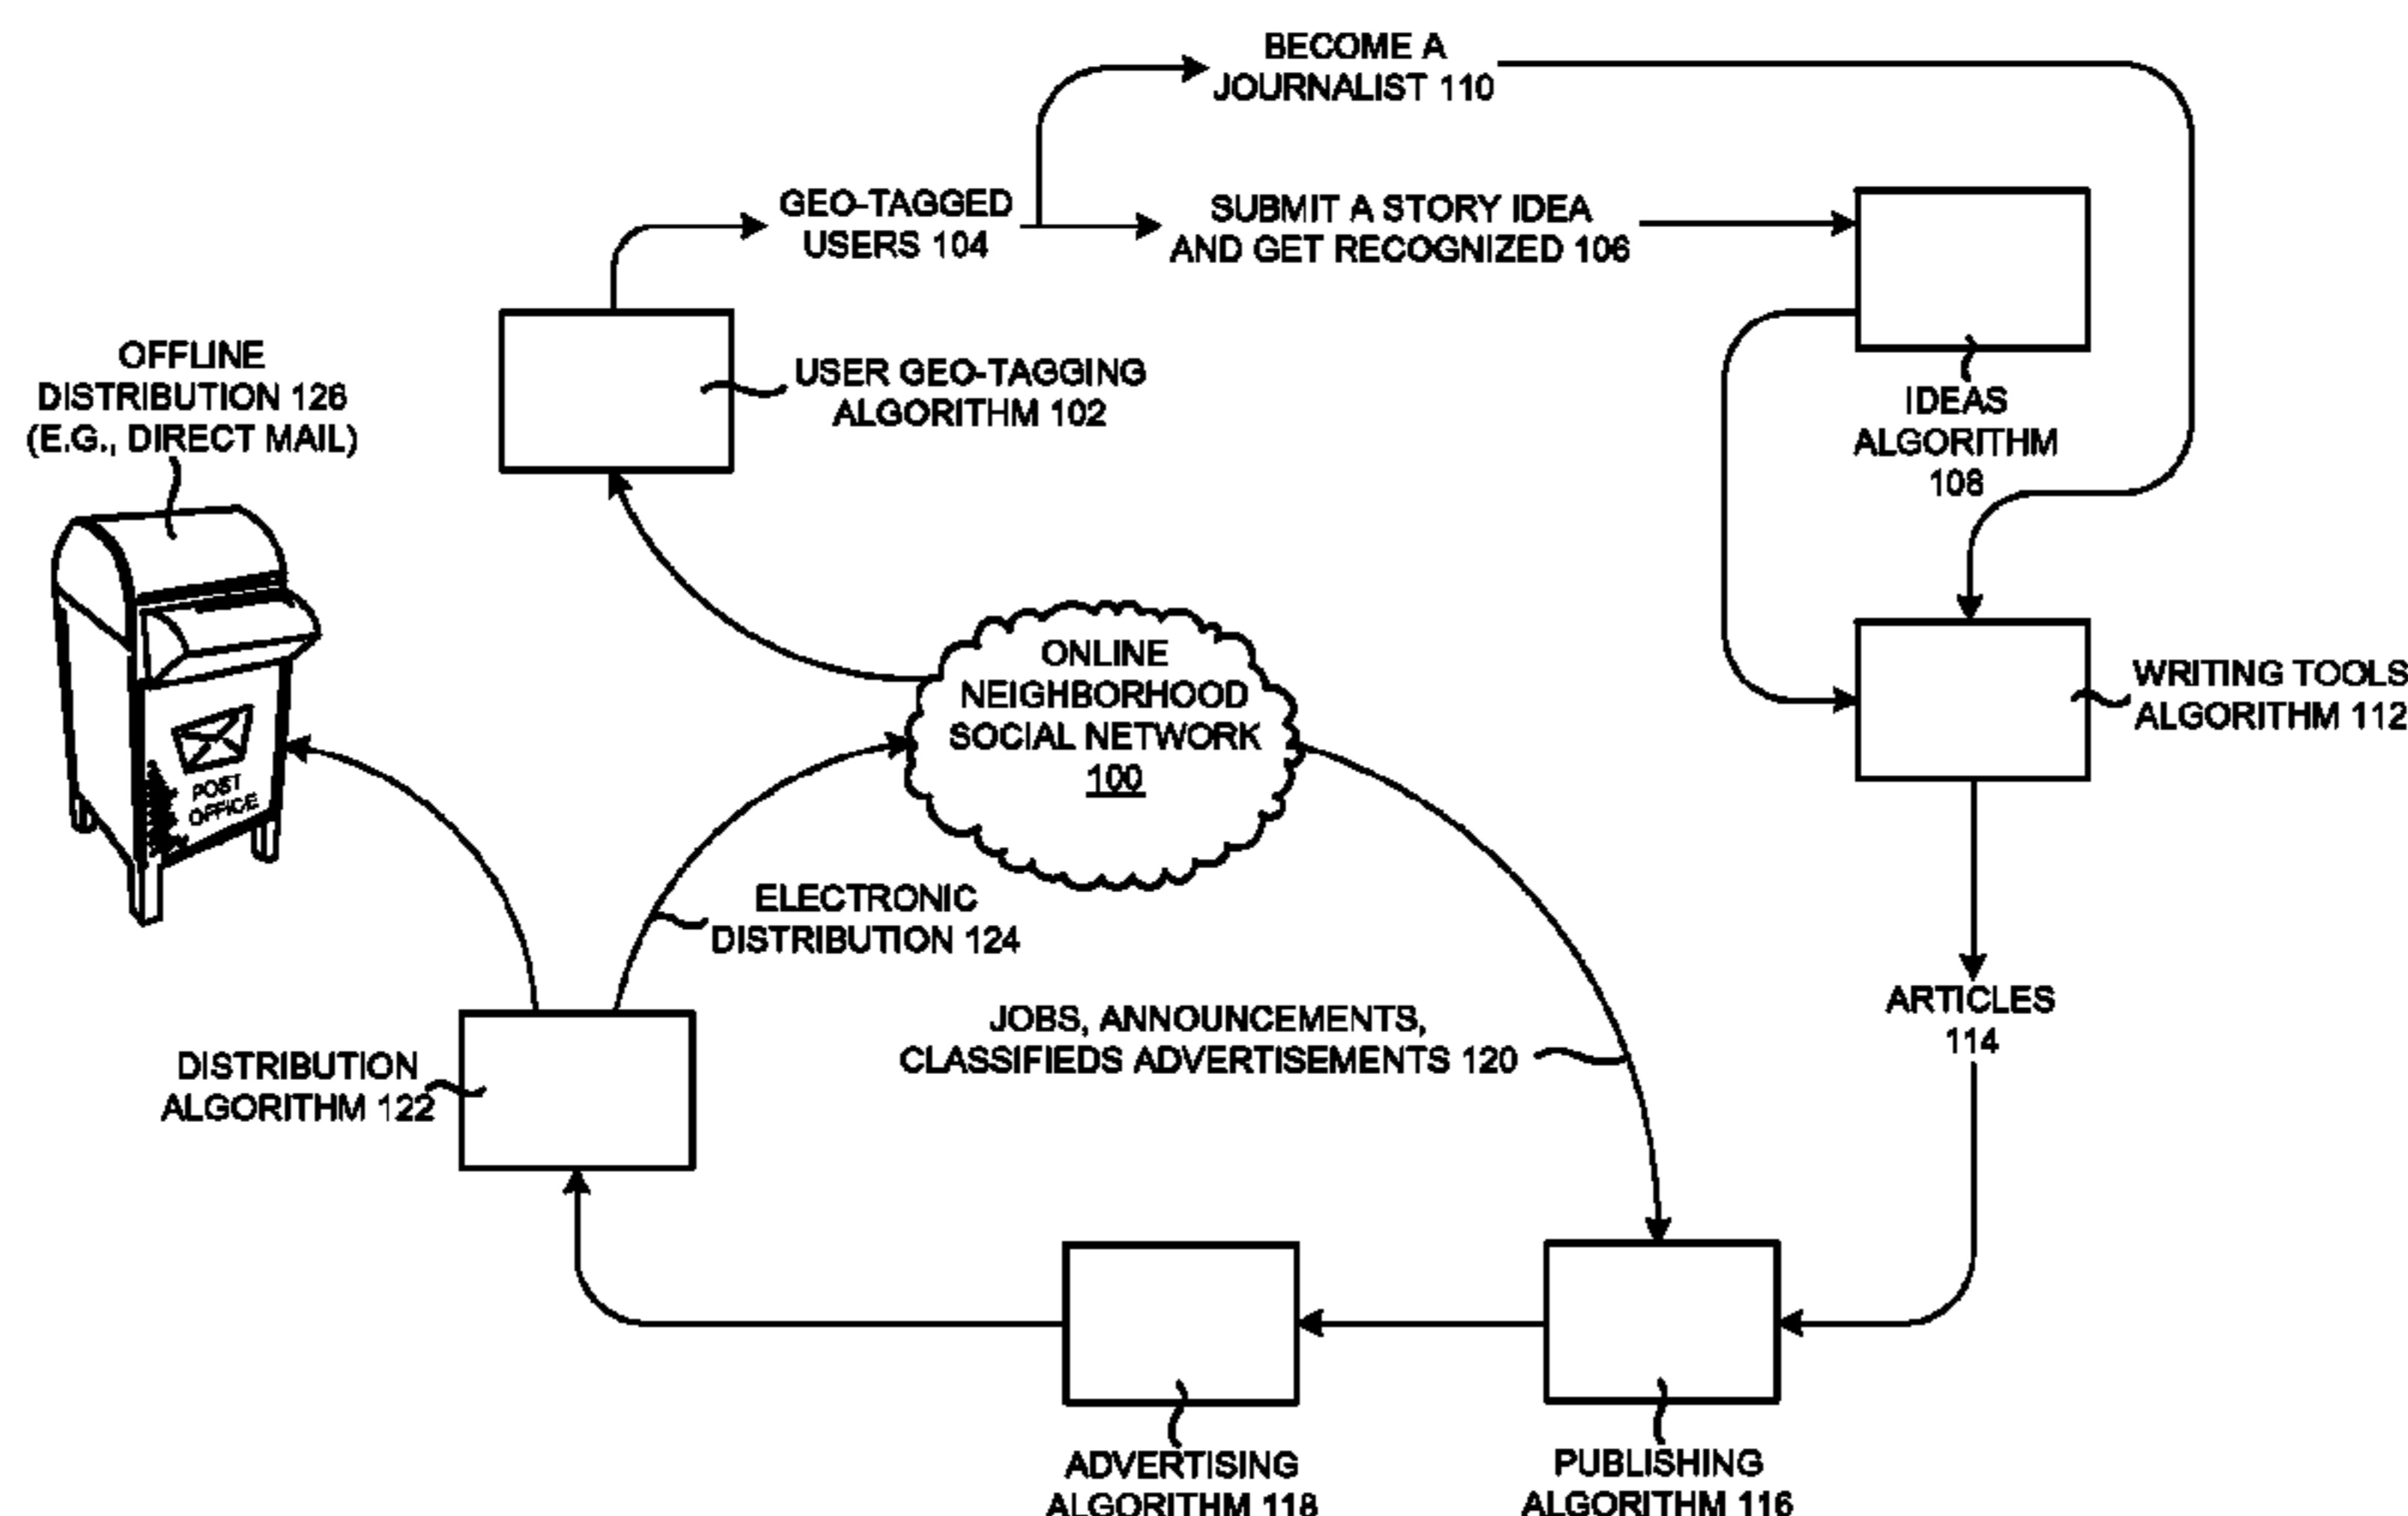 BECOME A
JOURNALIST 110
GEO-TAGGED
USERS 104
SUBMIT A STORY IDEA
AND GET RECOGNIZED 106
OFFLINE
DISTRIBUTION 126
(E.G., DIRECT MAIL)
USER GEO-TAGGING
ALGORITHM 102
IDEAS
ALGORITHM
108
ONLINE
NEIGHBORHOOD
SOCIAL NETWORK
100
WRITING TOOLS
ALGORITHM 112
POST
OFFICE
ELECTRONIC
DISTRIBUTION 124
ARTICLES
114
JOBS, ANNOUNCEMENTS,
CLASSIFIEDS ADVERTISEMENTS 120
DISTRIBUTION
ALGORITHM 122
ADVERTISING
ALGORITHM 118
PUBLISHING
ALGORITHM 116